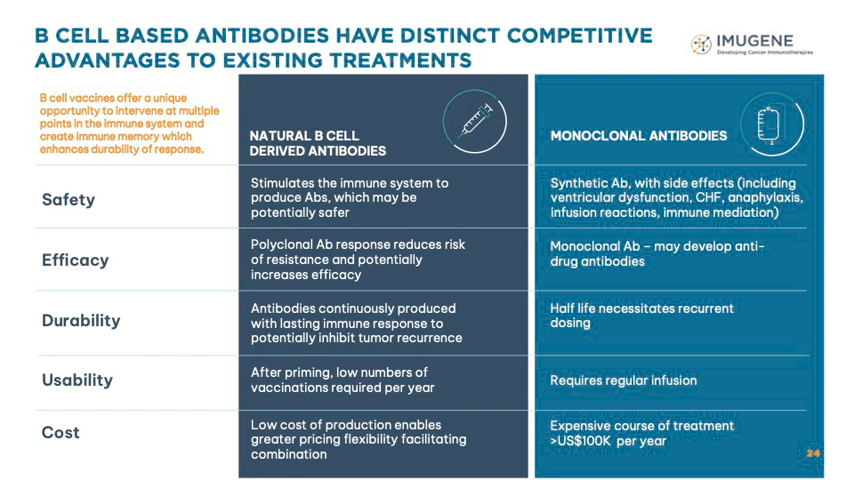 B CELL BASED ANTIBODIES HAVE DISTINCT COMPETITIVE
ADVANTAGES TO EXISTING TREATMENTS
IMUGENE
Developing Cancer Immunotherapies
B cell vaccines offer a unique
opportunity to intervene at multiple
points in the immune system and
create immune memory which
enhances durability of response.
NATURAL B CELL
DERIVED ANTIBODIES
MONOCLONAL ANTIBODIES
Safety
Stimulates the immune system to
produce Abs, which may be
potentially safer
Synthetic Ab, with side effects (including
ventricular dysfunction, CHF, anaphylaxis,
infusion reactions, immune mediation)
Efficacy
Polyclonal Ab response reduces risk
of resistance and potentially
increases efficacy
Monoclonal Ab – may develop anti-
drug antibodies
Durability
Antibodies continuously produced
with lasting immune response to
potentially inhibit tumor recurrence
Half life necessitates recurrent
dosing
Usability
After priming, low numbers of
vaccinations required per year
Requires regular infusion
Cost
Low cost of production enables
greater pricing flexibility facilitating
combination
Expensive course of treatment
>US$100K per year
24